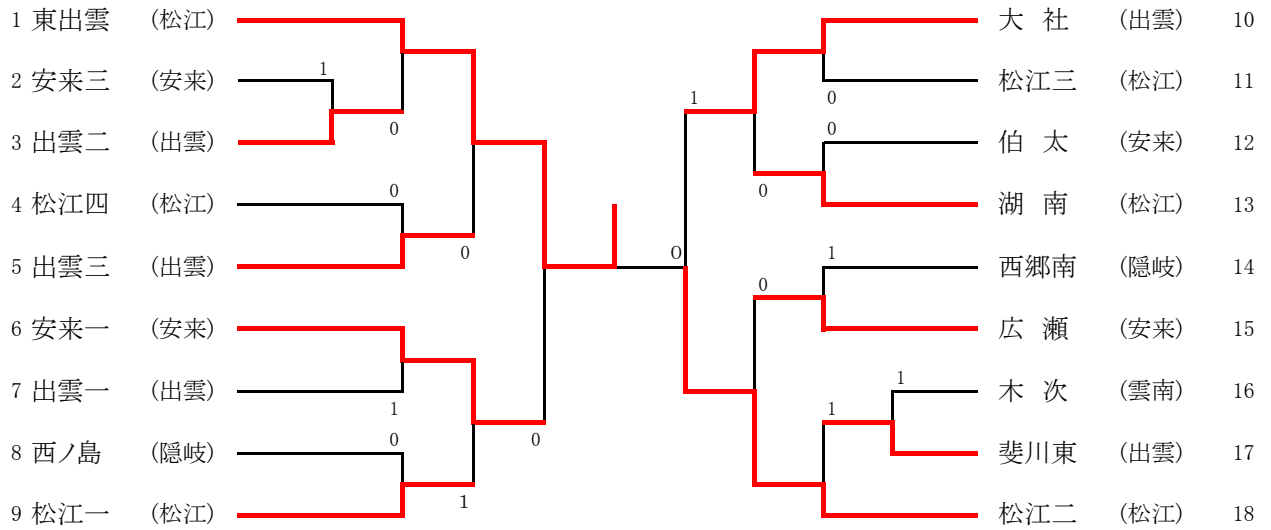 1 東出雲 (松江)
2 安来三 (安来)
3 出雲二 (出雲)
4 松江四 (松江)
5 出雲三 (出雲)
6 安来一 (安来)
7 出雲一 (出雲)
8 西ノ島 (隠岐)
9 松江一 (松江)
1
0
0
0
1
0
1
0
0
1
0
0
0
1
0
1
1
大 社 (出雲) 10
松江三 (松江) 11
伯 太 (安来) 12
湖 南 (松江) 13
西郷南 (隠岐) 14
広 瀬 (安来) 15
木 次 (雲南) 16
斐川東 (出雲) 17
松江二 (松江) 18